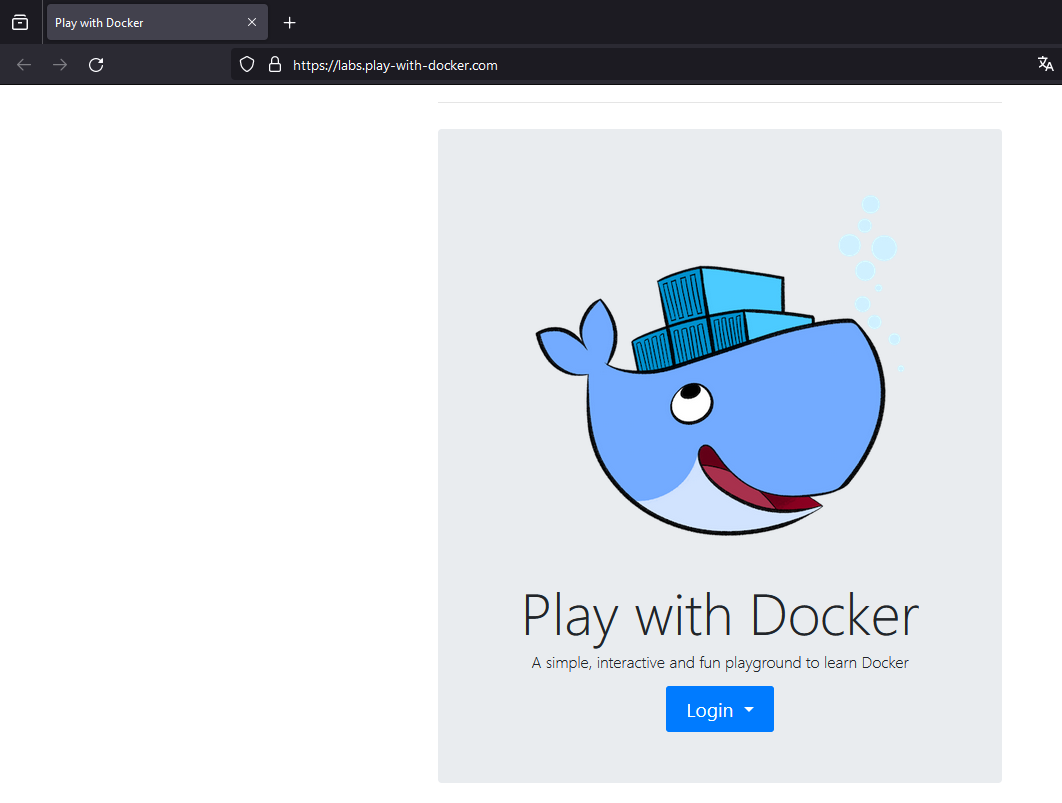 Play with Docker
https://labs.play-with-docker.com
Play with Docker
A simple, interactive and fun playground to learn Docker
Login